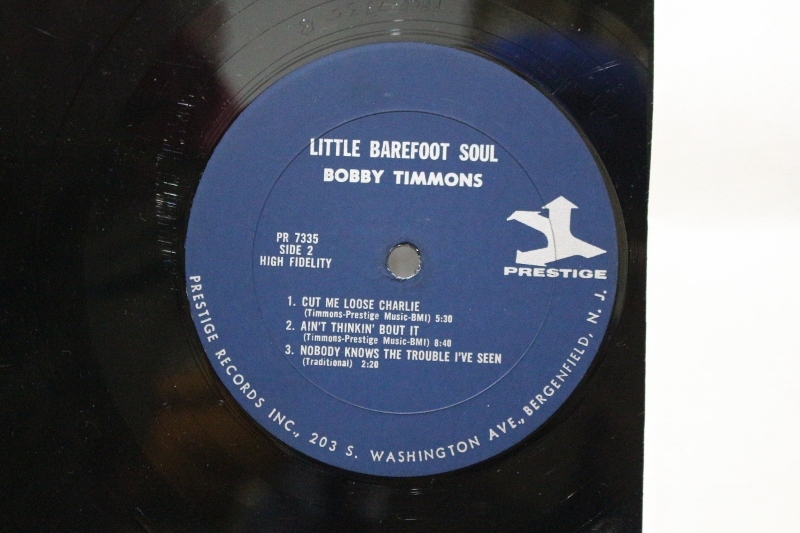 LITTLE BAREFOOT SOUL
BOBBY TIMMONS
PR 7335
SIDE 2
HIGH FIDELITY
PRESTIGE
1. CUT ME LOOSE CHARLIE
(Timmons-Prestige Music-BMI) 5:30
2. AIN'T THINKIN' BOUT IT
(Timmons-Prestige Music-BMI) 8:40
3. NOBODY KNOWS THE TROUBLE I'VE SEEN
(Traditional) 2:20
PRESTIGE RECORDS INC., 203 S. WASHINGTON AVE., BERGENFIELD, N. J.